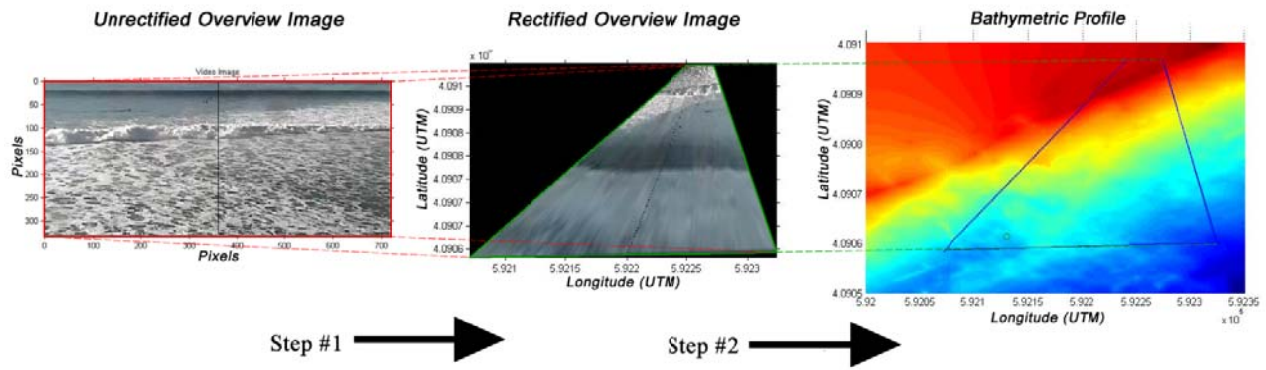 Unrectified Overview Image
Video Image
0
50
100
150
200
250
300
Pixels
0 100 200 300 400 500 600 700
Pixels
Rectified Overview Image
4.091
4.0909
4.0908
4.0908
4.0907
4.0907
4.0906
Latitude (UTM)
5.921 5.9215 5.922 5.9225 5.923
Longitude (UTM)
Bathymetric Profile
4.091
4.0909
4.0908
4.0907
4.0906
4.0905
Latitude (UTM)
5.92 5.9205 5.921 5.9215 5.922 5.9225 5.923 5.9235
Longitude (UTM)
Step #1
Step #2